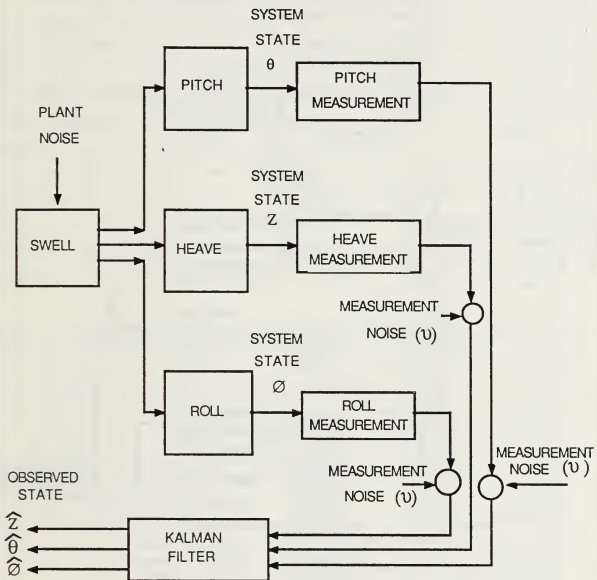 SYSTEM
STATE
θ
PITCH
PITCH
MEASUREMENT
PLANT
NOISE
SWELL
SYSTEM
STATE
Z
HEAVE
HEAVE
MEASUREMENT
MEASUREMENT
NOISE (υ)
SYSTEM
STATE
Ø
ROLL
ROLL
MEASUREMENT
MEASUREMENT
NOISE (υ)
MEASUREMENT
NOISE (υ)
OBSERVED
STATE
Ẑ
θ̂
Ø̂
KALMAN
FILTER